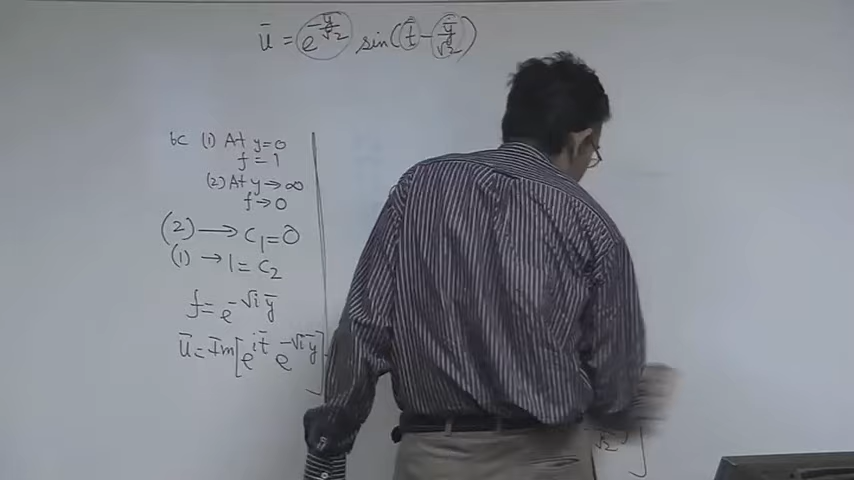 ū = e^{-ȳ/√2} sin(t̄ - ȳ/√2)
bc (1) At y=0
f=1
(2) At y→∞
f→0
(2) → C₁=0
(1) → 1=C₂
f=e^{-√i ȳ}
ū=Im[e^{it̄} e^{-√i ȳ}]
√2